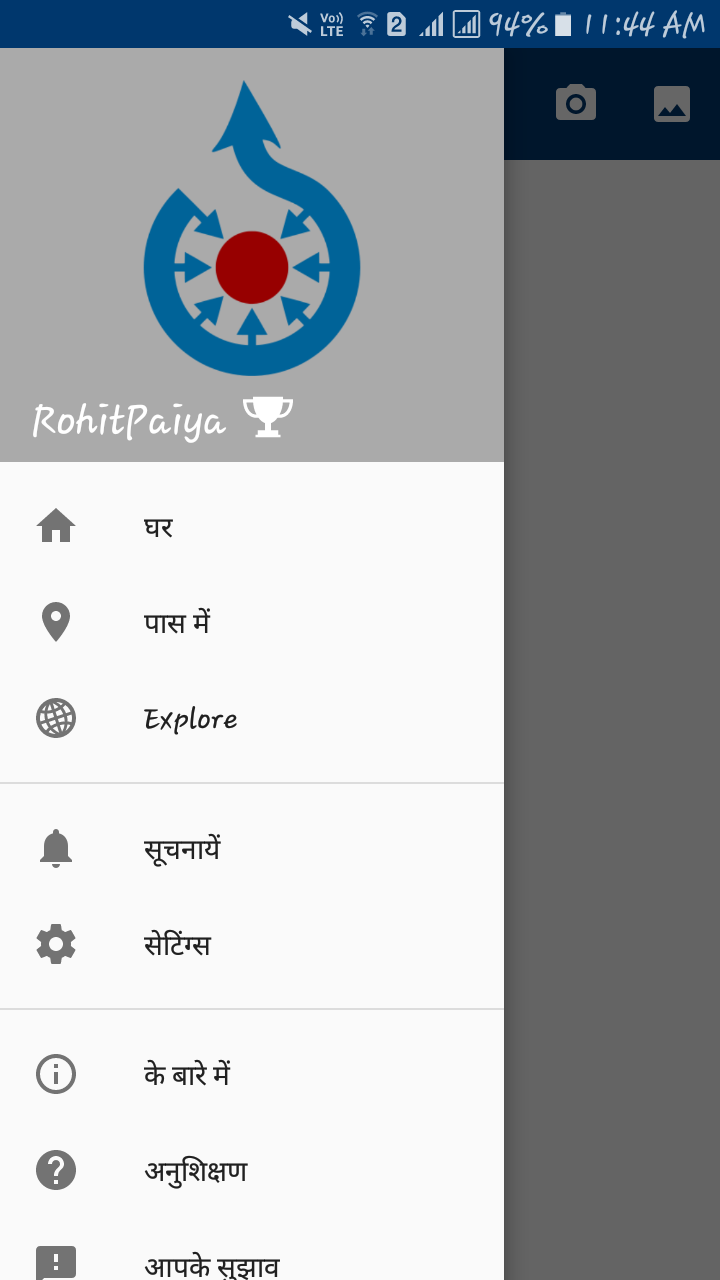 Vo)) LTE 2 94% 11:44 AM
RohitPaiya
घर
पास में
Explore
सूचनायें
सेटिंग्स
के बारे में
अनुशिक्षण
आपके सुझाव